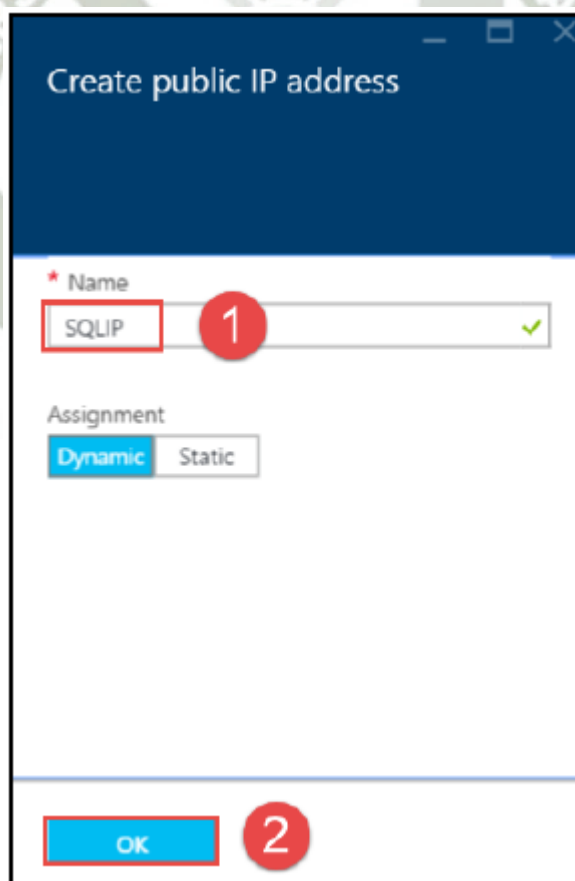 Create public IP address
* Name
SQLIP
1
Assignment
Dynamic Static
OK
2